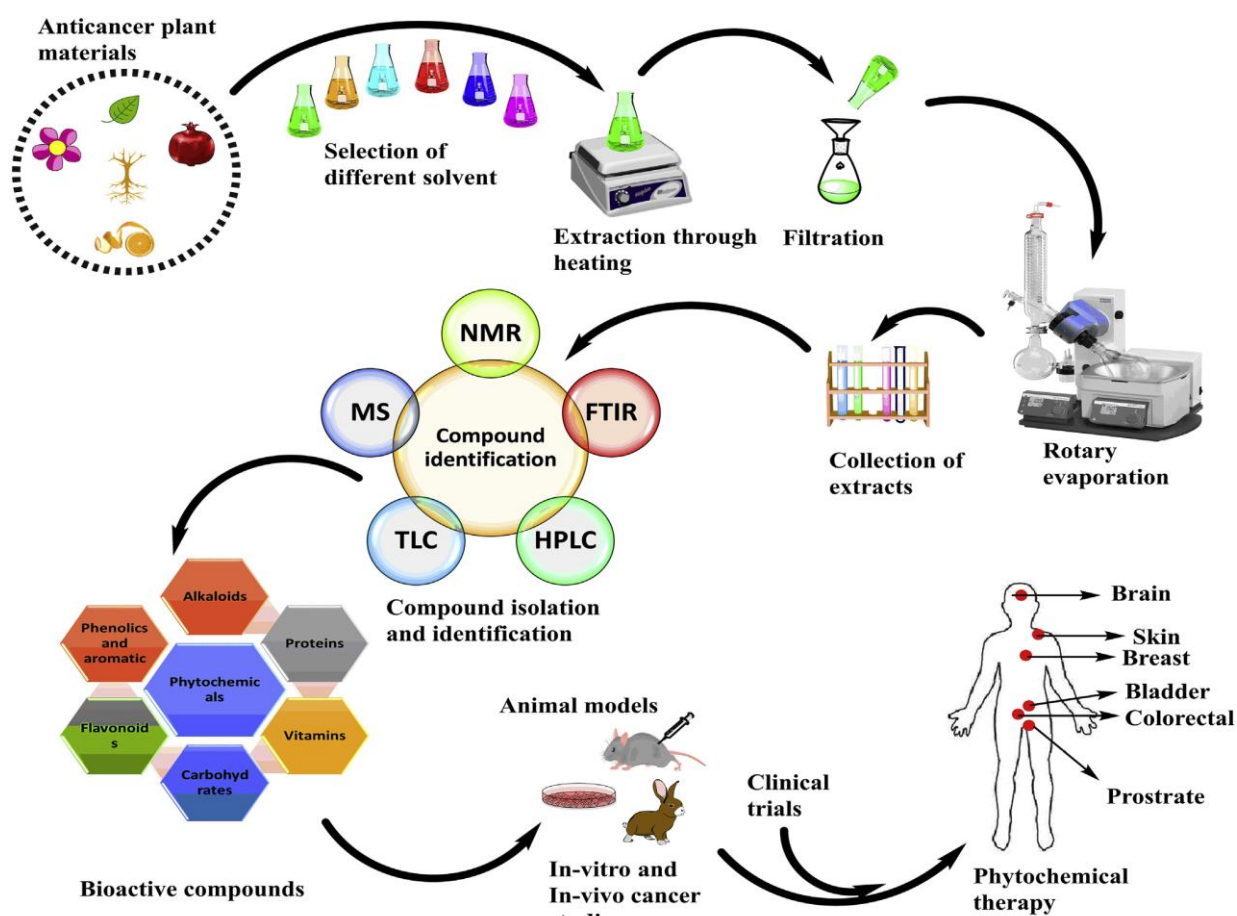 Anticancer plant
materials
Selection of
different solvent
Extraction through
heating
Filtration
Rotary
evaporation
Collection of
extracts
NMR
MS
FTIR
Compound
identification
TLC
HPLC
Compound isolation
and identification
Alkaloids
Phenolics and
aromatic
Proteins
Phytochemic
als
Flavonoid
s
Vitamins
Carbohyd
rates
Bioactive compounds
Animal models
In-vitro and
In-vivo cancer
Clinical
trials
Brain
Skin
Breast
Bladder
Colorectal
Prostrate
Phytochemical
therapy